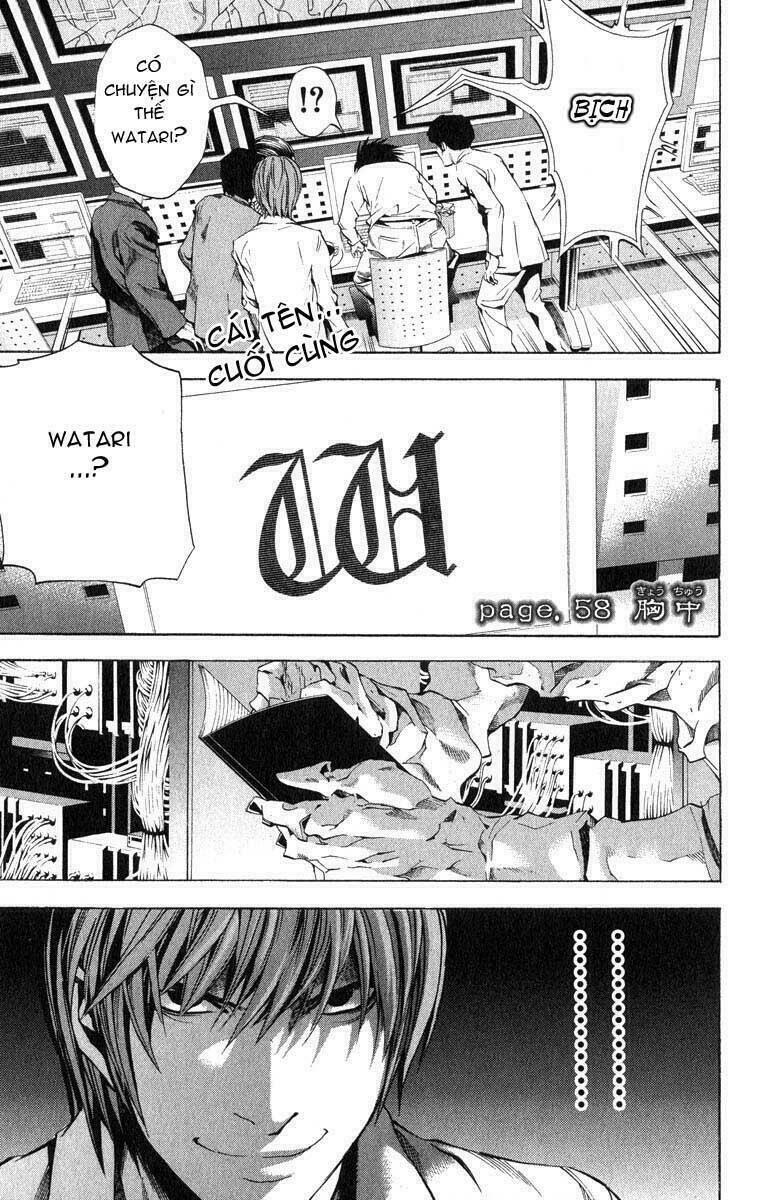 BỊCH
!?
CÓ
CHUYỆN GÌ
THẾ
WATARI?
CÁI TÊN...
CUỐI CÙNG
W
WATARI
...?
page.58 胸中
きょう ちゅう